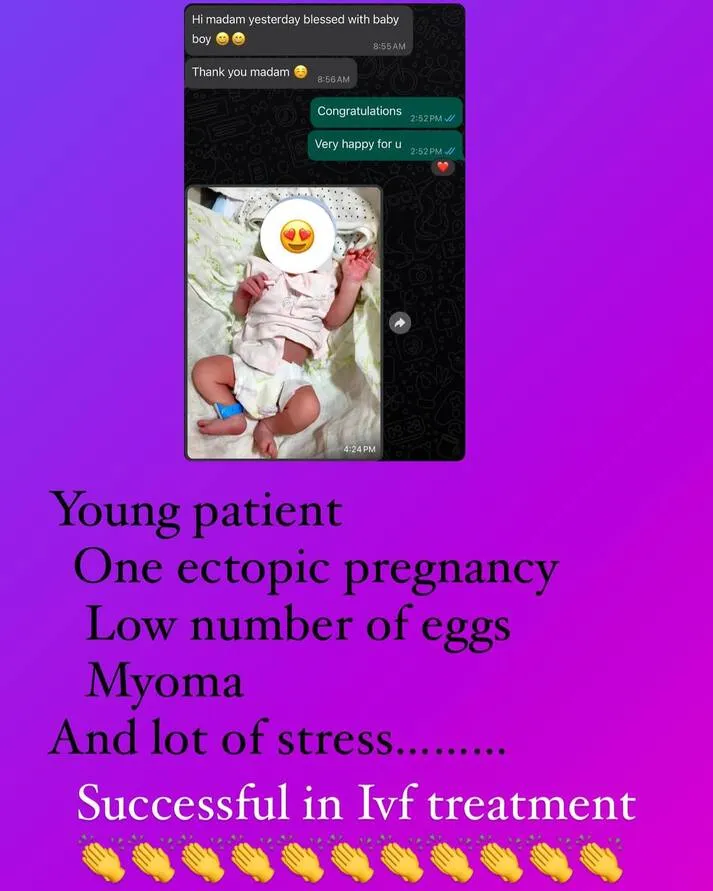 Hi madam yesterday blessed with baby
boy 😄😄
8:55 AM
Thank you madam ☺️
8:56 AM
Congratulations
2:52 PM
Very happy for u
2:52 PM
4:24 PM
Young patient
One ectopic pregnancy
Low number of eggs
Myoma
And lot of stress.........
Successful in Ivf treatment
👏👏👏👏👏👏👏👏👏👏👏